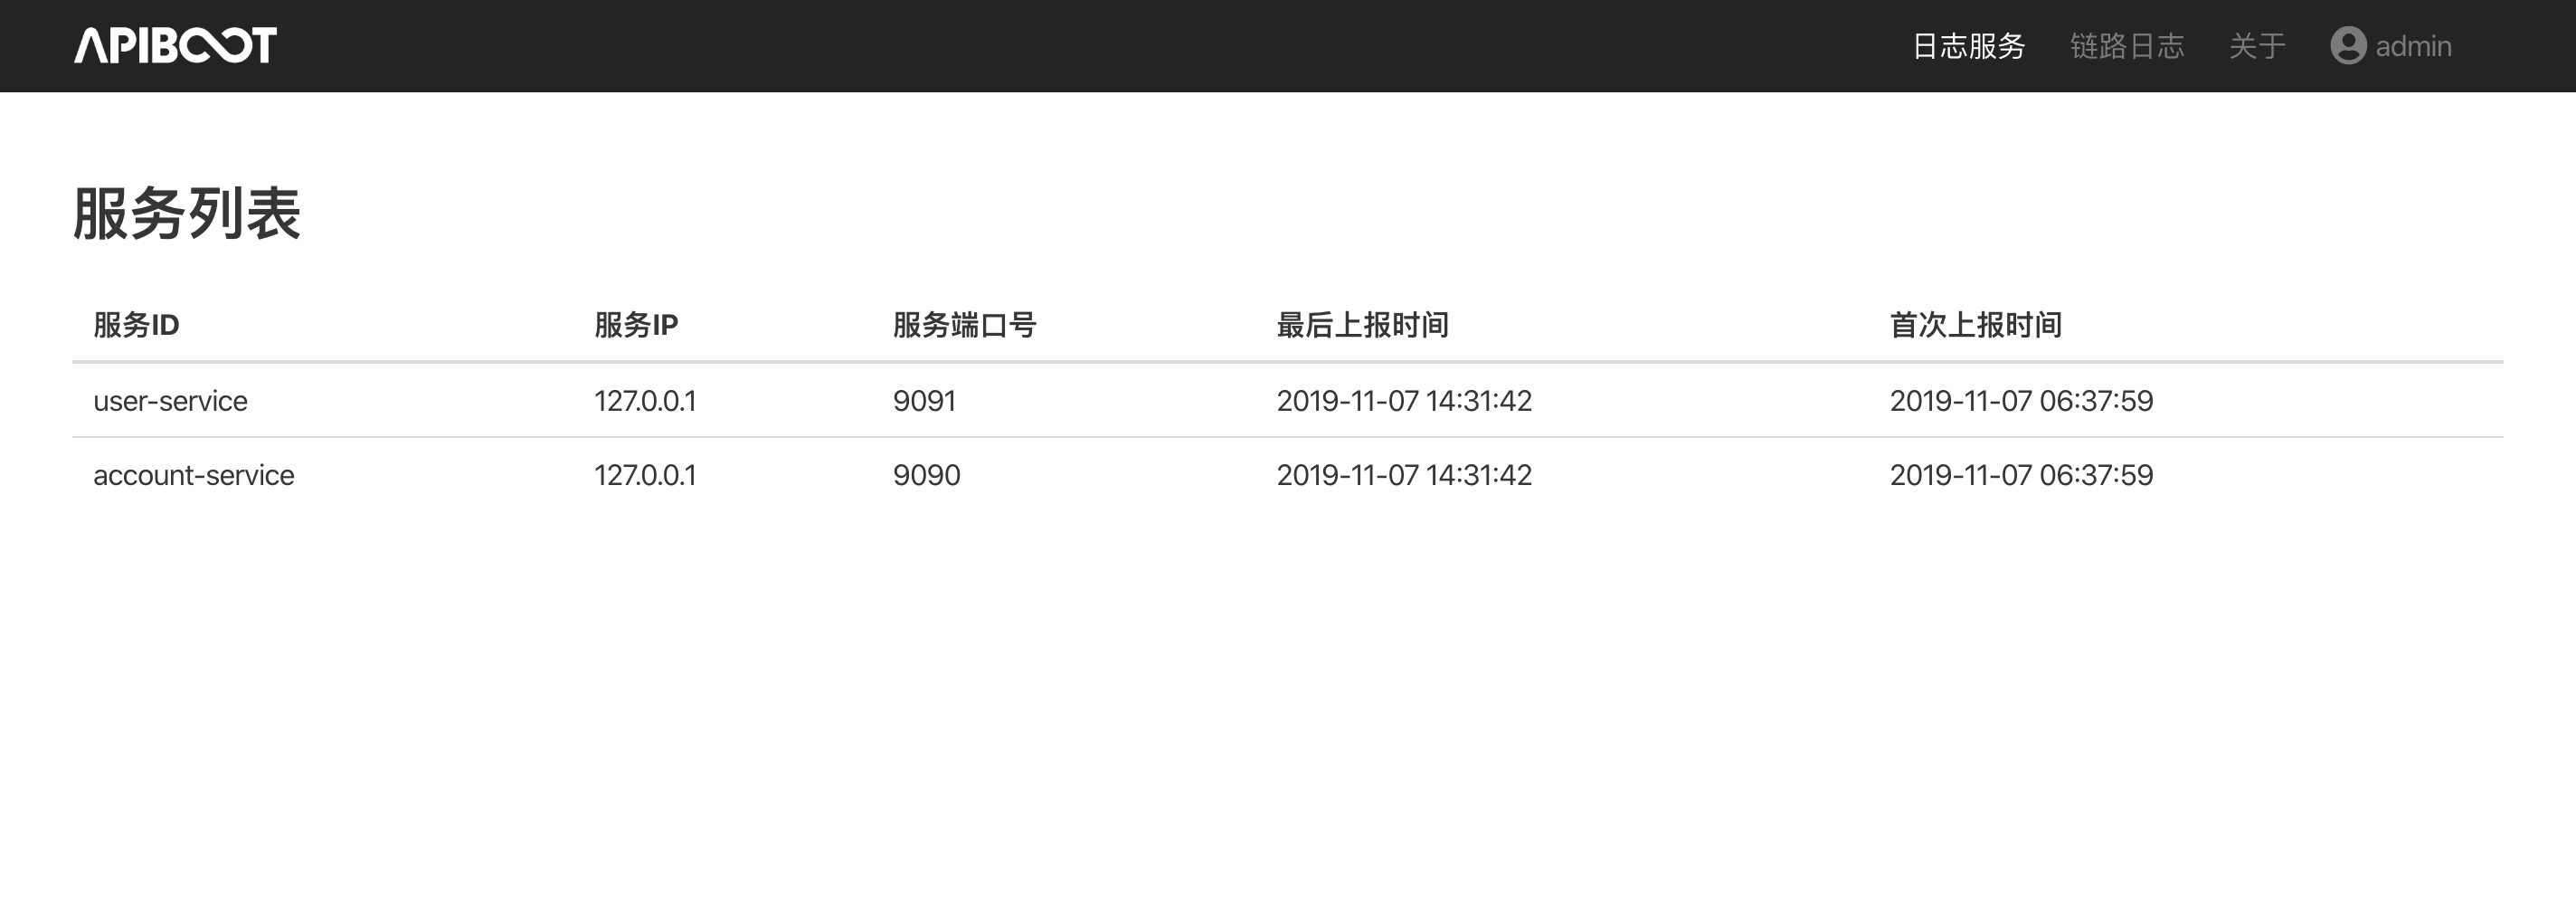 APIBOOT 日志服务 链路日志 关于 admin
服务列表
服务ID 服务IP 服务端口号 最后上报时间 首次上报时间
user-service 127.0.0.1 9091 2019-11-07 14:31:42 2019-11-07 06:37:59
account-service 127.0.0.1 9090 2019-11-07 14:31:42 2019-11-07 06:37:59